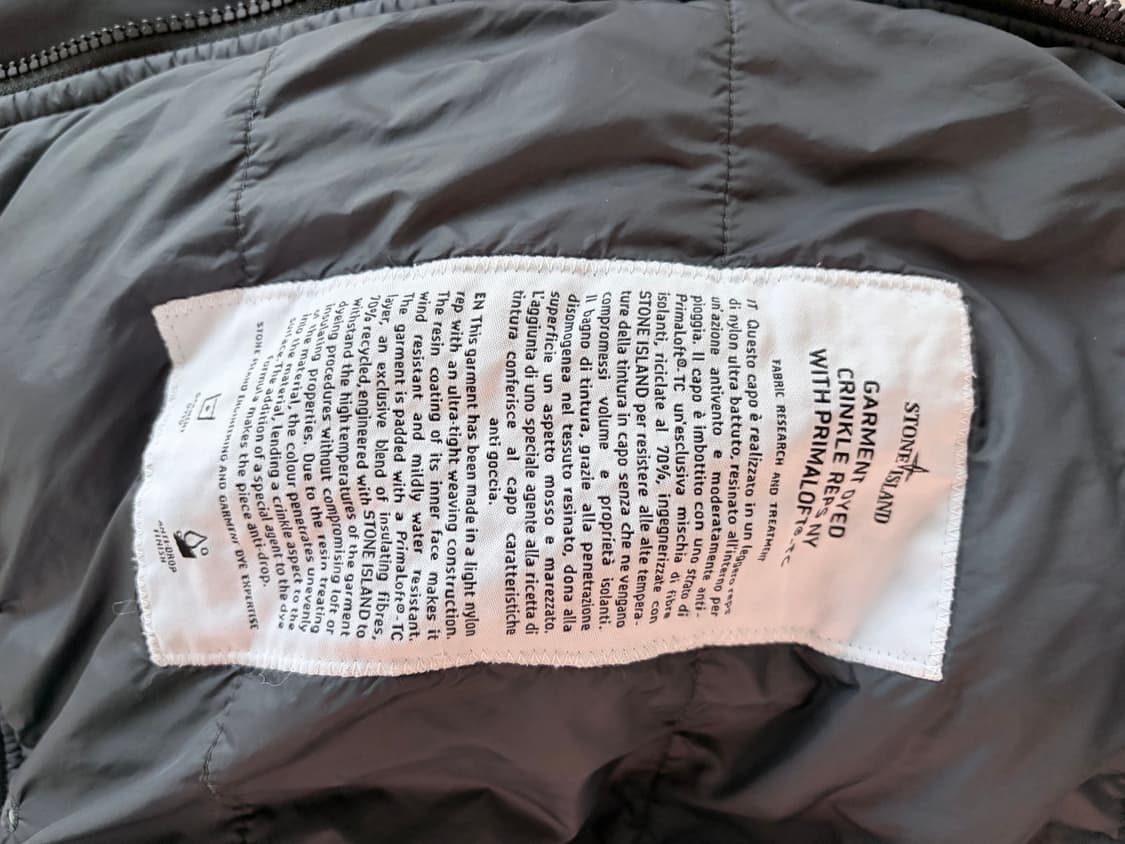 STONE ISLAND
GARMENT DYED
CRINKLE REPS NY
WITH PRIMALOFT®-TC
FABRIC RESEARCH AND TREATMENT
IT Questo capo è realizzato in un leggero reps
di nylon ultra battuto, resinato all'interno per
un'azione antivento e moderatamente anti-
pioggia. Il capo è imbottito con uno strato di
PrimaLoft®-TC un'esclusiva mischia di fibre
isolanti, riciclate al 70%, ingegnerizzate con
STONE ISLAND per resistere alle alte tempera-
ture della tintura in capo senza che ne vengano
compromessi volume e proprietà isolanti.
Il bagno di tintura, grazie alla penetrazione
disomogenea nel tessuto resinato, dona alla
superficie un aspetto mosso e marezzato.
L'aggiunta di uno speciale agente alla ricetta di
tintura conferisce al capo caratteristiche
anti goccia.
EN This garment has been made in a light nylon
rep with an ultra-tight weaving construction.
The resin coating of its inner face makes it
wind resistant and mildly water resistant.
The garment is padded with a PrimaLoft®-TC
layer, an exclusive blend of insulating fibres,
70% recycled, engineered with STONE ISLAND to
withstand the high temperatures of the garment
dyeing procedures without compromising loft or
insulating properties. Due to the resin treating
the material, the colour penetrates unevenly
into the material, lending a crinkle aspect to the
surface. The addition of a special agent to the dye
formula makes the piece anti-drop.
STONE ISLAND AND GARMENT DYE EXPERTISE
ANTI-DROP
FINISH